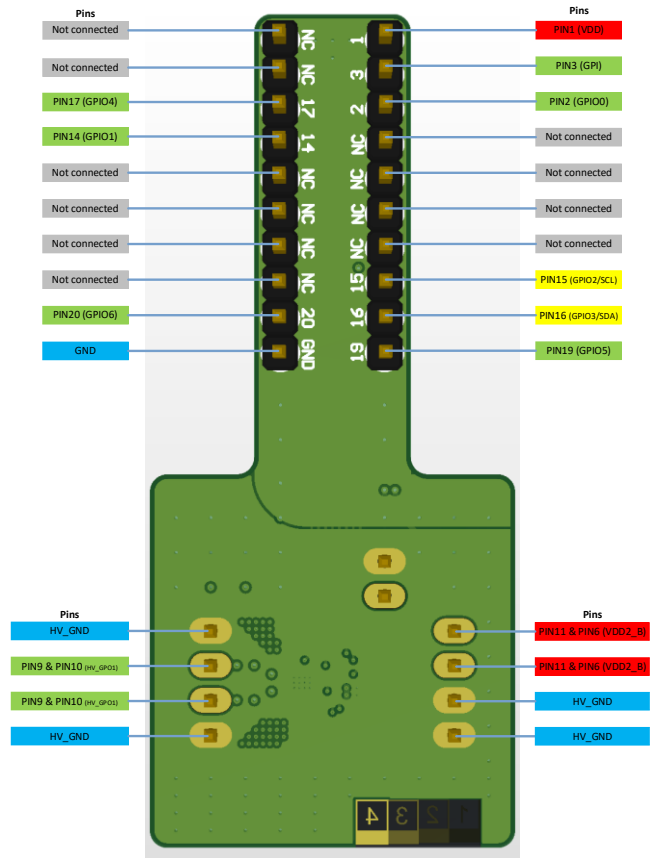 Pins
Pins
Not connected
NC
1
PIN1 (VDD)
Not connected
NC
3
PIN3 (GPI)
PIN17 (GPIO4)
17
2
PIN2 (GPIO0)
PIN14 (GPIO1)
14
NC
Not connected
Not connected
NC
NC
Not connected
Not connected
NC
NC
Not connected
Not connected
NC
NC
Not connected
Not connected
NC
15
PIN15 (GPIO2/SCL)
PIN20 (GPIO6)
20
16
PIN16 (GPIO3/SDA)
GND
GND
19
PIN19 (GPIO5)
Pins
Pins
HV_GND
PIN11 & PIN6 (VDD2_B)
PIN9 & PIN10 (HV_GPO1)
PIN11 & PIN6 (VDD2_B)
PIN9 & PIN10 (HV_GPO1)
HV_GND
HV_GND
HV_GND
4 3 2 1